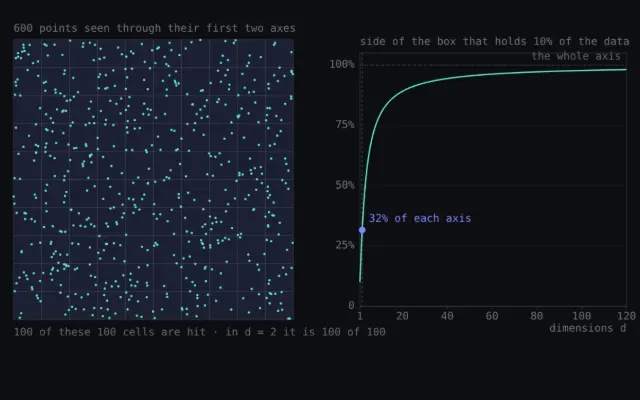 600 points seen through their first two axes
100 of these 100 cells are hit · in d = 2 it is 100 of 100
side of the box that holds 10% of the data
the whole axis
100%
75%
50%
25%
0
32% of each axis
1 20 40 60 80 100 120
dimensions d